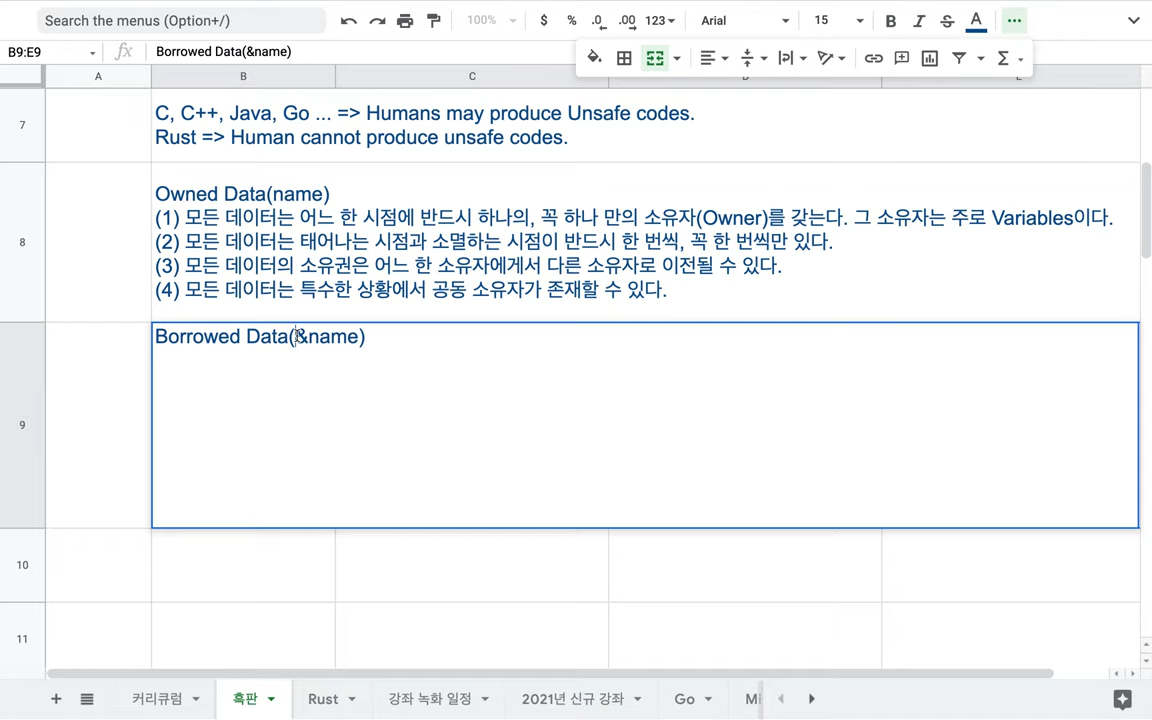 Search the menus (Option+/)
100%
$ % .0 .00 123
Arial
15
B I S A
B9:E9
fx
Borrowed Data(&name)
A B C D E
7
C, C++, Java, Go ... => Humans may produce Unsafe codes.
Rust => Human cannot produce unsafe codes.
8
Owned Data(name)
(1) 모든 데이터는 어느 한 시점에 반드시 하나의, 꼭 하나 만의 소유자(Owner)를 갖는다. 그 소유자는 주로 Variables이다.
(2) 모든 데이터는 태어나는 시점과 소멸하는 시점이 반드시 한 번씩, 꼭 한 번씩만 있다.
(3) 모든 데이터의 소유권은 어느 한 소유자에게서 다른 소유자로 이전될 수 있다.
(4) 모든 데이터는 특수한 상황에서 공동 소유자가 존재할 수 있다.
9
Borrowed Data(&name)
10
11
커리큘럼 흑판 Rust 강좌 녹화 일정 2021년 신규 강좌 Go